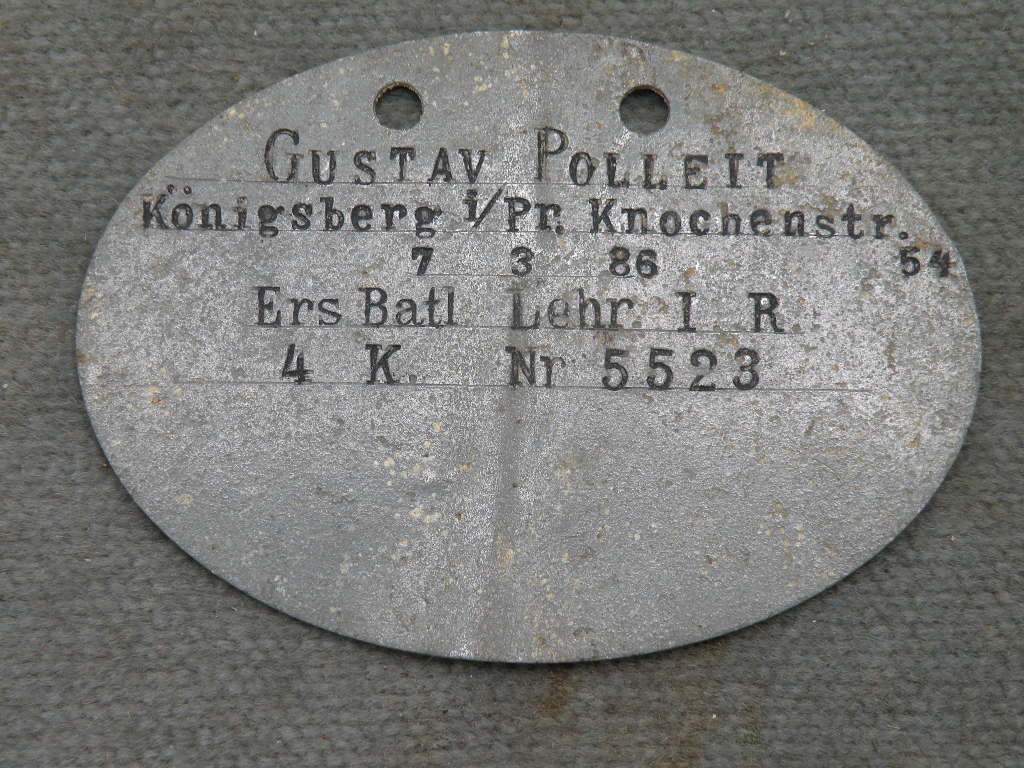 GUSTAV POLLEIT
Königsberg i/Pr. Knochenstr.
7 3 86 54
Ers Batl Lehr. I R
4 K. Nr 5523